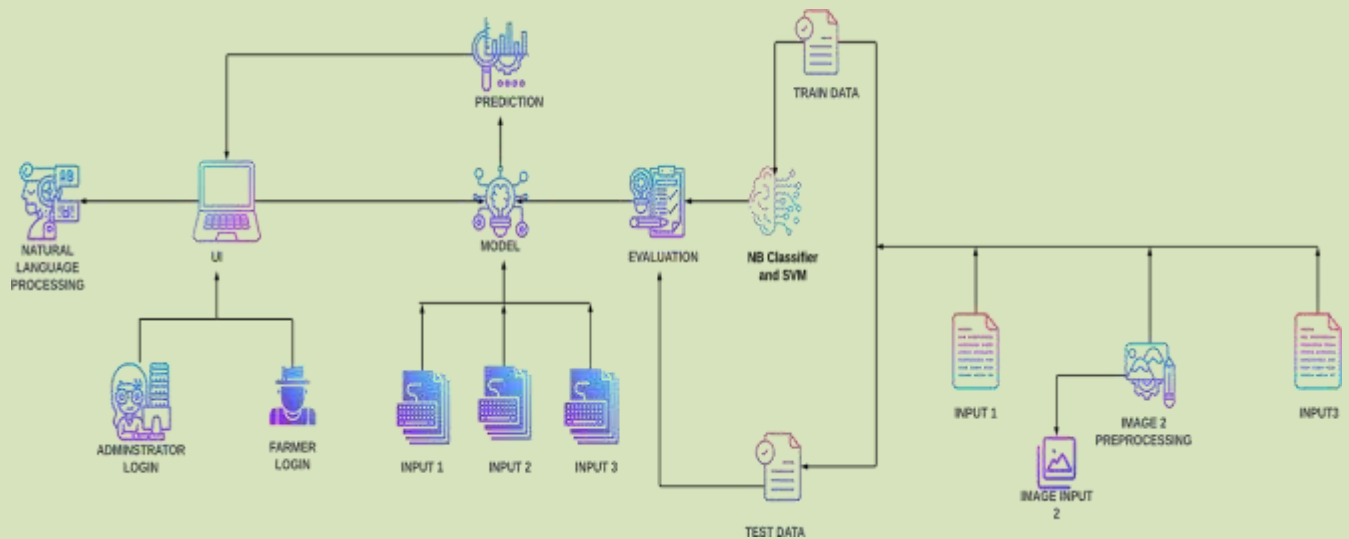 PREDICTION
TRAIN DATA
NATURAL
LANGUAGE
PROCESSING
UI
MODEL
EVALUATION
NB Classifier
and SVM
ADMINSTRATOR
LOGIN
FARMER
LOGIN
INPUT 1
INPUT 2
INPUT 3
TEST DATA
INPUT 1
IMAGE 2
PREPROCESSING
IMAGE INPUT
2
INPUT3